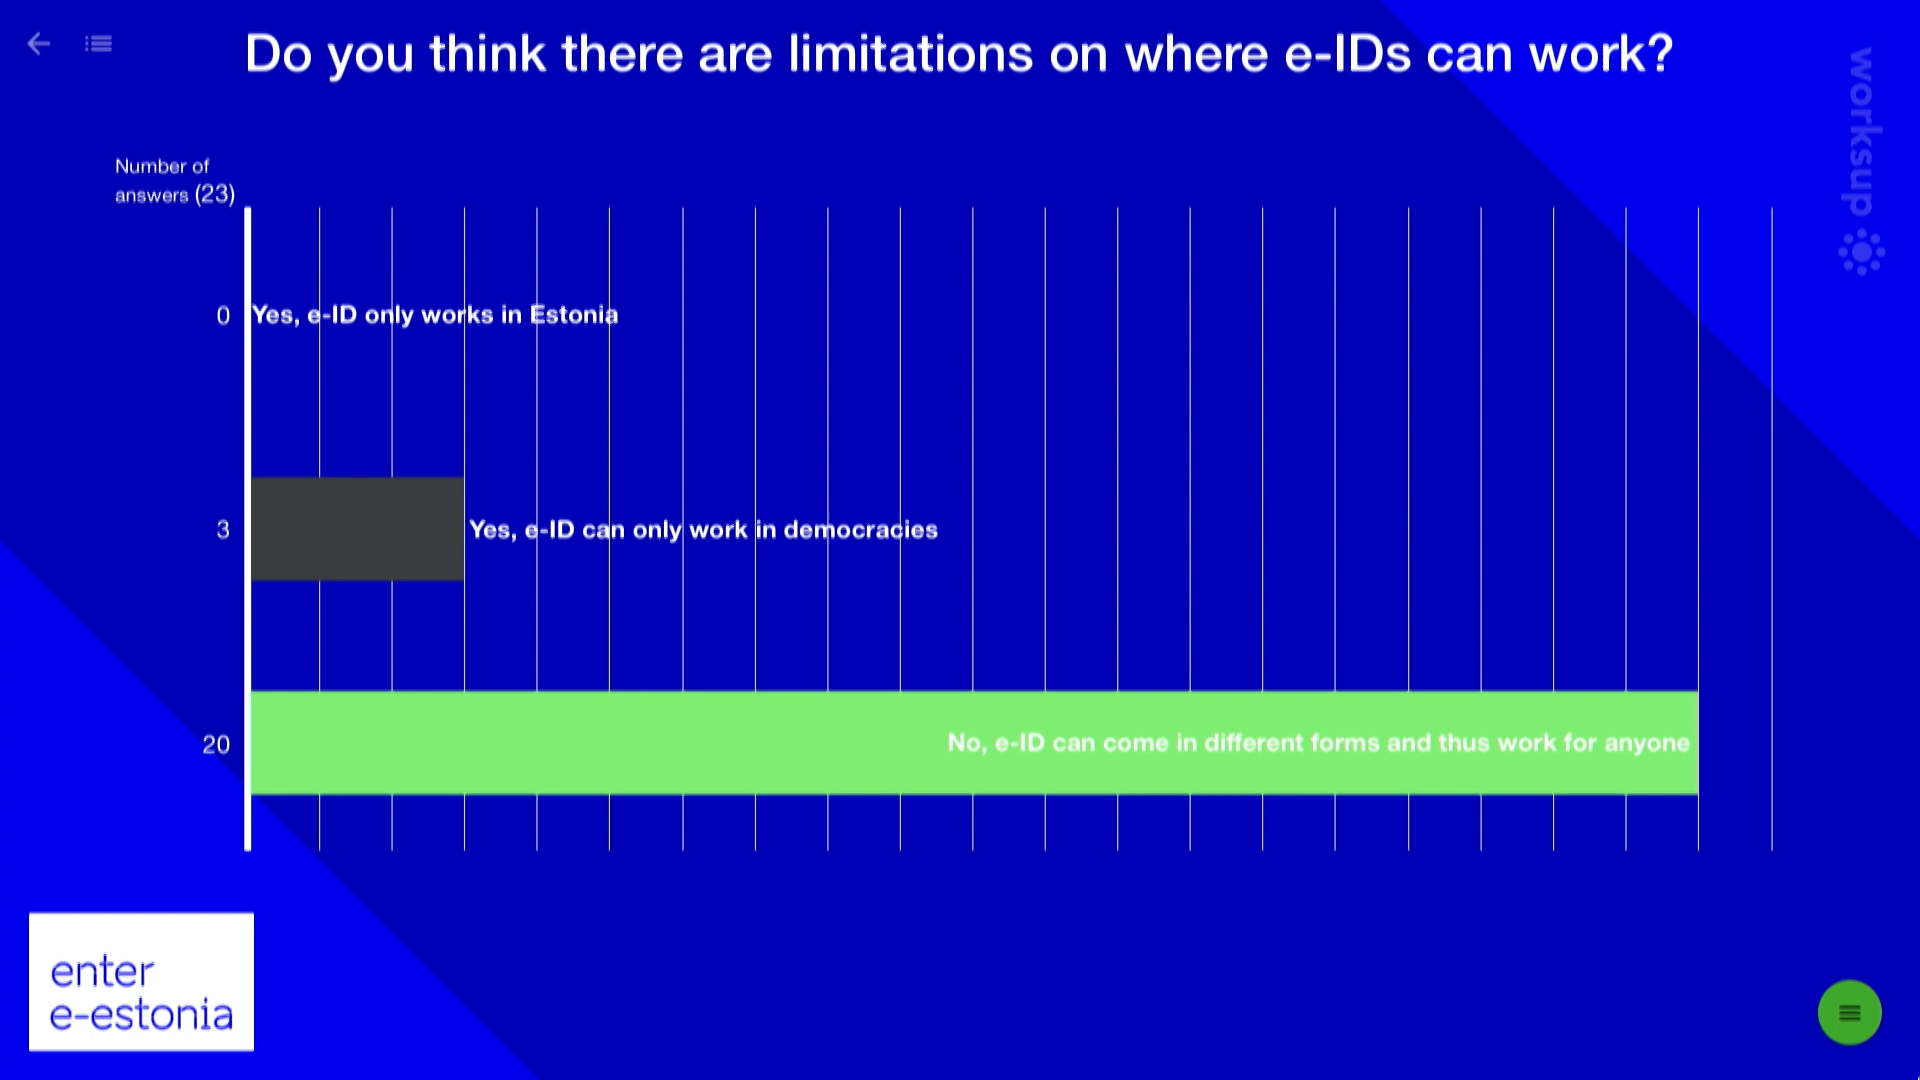 Do you think there are limitations on where e-IDs can work?
worksup
Number of
answers (23)
0
Yes, e-ID only works in Estonia
3
Yes, e-ID can only work in democracies
20
No, e-ID can come in different forms and thus work for anyone
enter
e-estonia